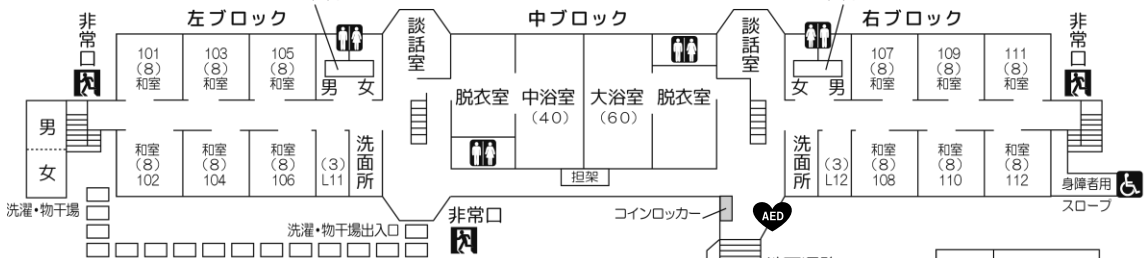 左ブロック
中ブロック
右ブロック
非常口
談話室
談話室
非常口
101
(8)
和室
103
(8)
和室
105
(8)
和室
男 女
脱衣室
中浴室
(40)
大浴室
(60)
脱衣室
女 男
107
(8)
和室
109
(8)
和室
111
(8)
和室
男
女
和室
(8)
102
和室
(8)
104
和室
(8)
106
(3)
L11
洗面所
担架
洗面所
(3)
L12
和室
(8)
108
和室
(8)
110
和室
(8)
112
身障者用
スロープ
洗濯・物干場
洗濯・物干場出入口
非常口
コインロッカー
AED